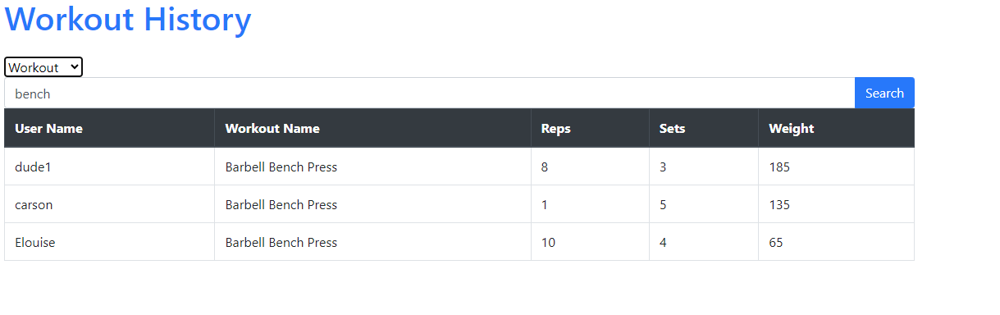 Workout History
Workout
bench Search
User Name Workout Name Reps Sets Weight
dude1 Barbell Bench Press 8 3 185
carson Barbell Bench Press 1 5 135
Elouise Barbell Bench Press 10 4 65